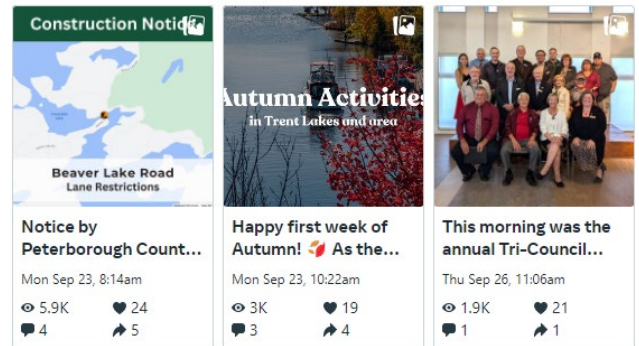 Construction Notice
Beaver Lake Road
Lane Restrictions
Notice by
Peterborough Count...
Mon Sep 23, 8:14am
5.9K
24
4
5
Autumn Activities
in Trent Lakes and area
Happy first week of
Autumn! 🍂 As the...
Mon Sep 23, 10:22am
3K
19
3
4
This morning was the
annual Tri-Council...
Thu Sep 26, 11:06am
1.9K
21
1
1